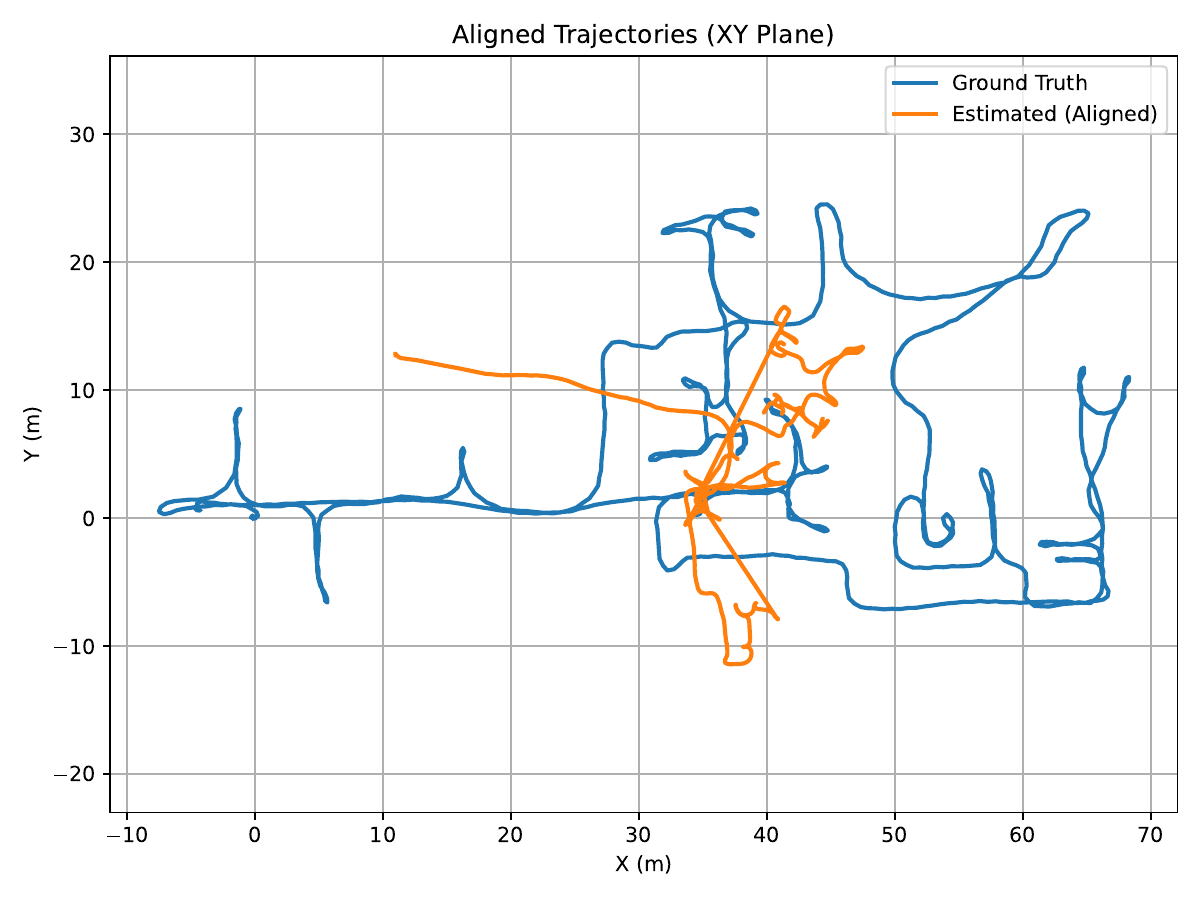 Aligned Trajectories (XY Plane)
Ground Truth
Estimated (Aligned)
Y (m)
30
20
10
0
−10
−20
−10 0 10 20 30 40 50 60 70
X (m)